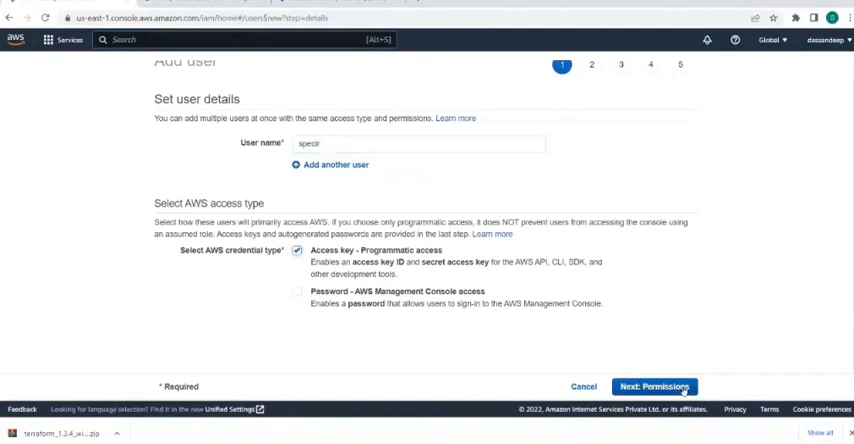 us-east-1.console.aws.amazon.com/iam/home#/users$new?step=details
aws Services Search [Alt+S] Global dassandeep
Add user 1 2 3 4 5
Set user details
You can add multiple users at once with the same access type and permissions. Learn more
User name* specir
Add another user
Select AWS access type
Select how these users will primarily access AWS. If you choose only programmatic access, it does NOT prevent users from accessing the console using
an assumed role. Access keys and autogenerated passwords are provided in the last step. Learn more
Select AWS credential type* Access key - Programmatic access
Enables an access key ID and secret access key for the AWS API, CLI, SDK, and
other development tools.
Password - AWS Management Console access
Enables a password that allows users to sign-in to the AWS Management Console.
* Required Cancel Next: Permissions
Feedback Looking for language selection? Find it in the new Unified Settings © 2022, Amazon Internet Services Private Ltd. or its affiliates. Privacy Terms Cookie preferences
terraform_1.3.4_wi....zip Show all